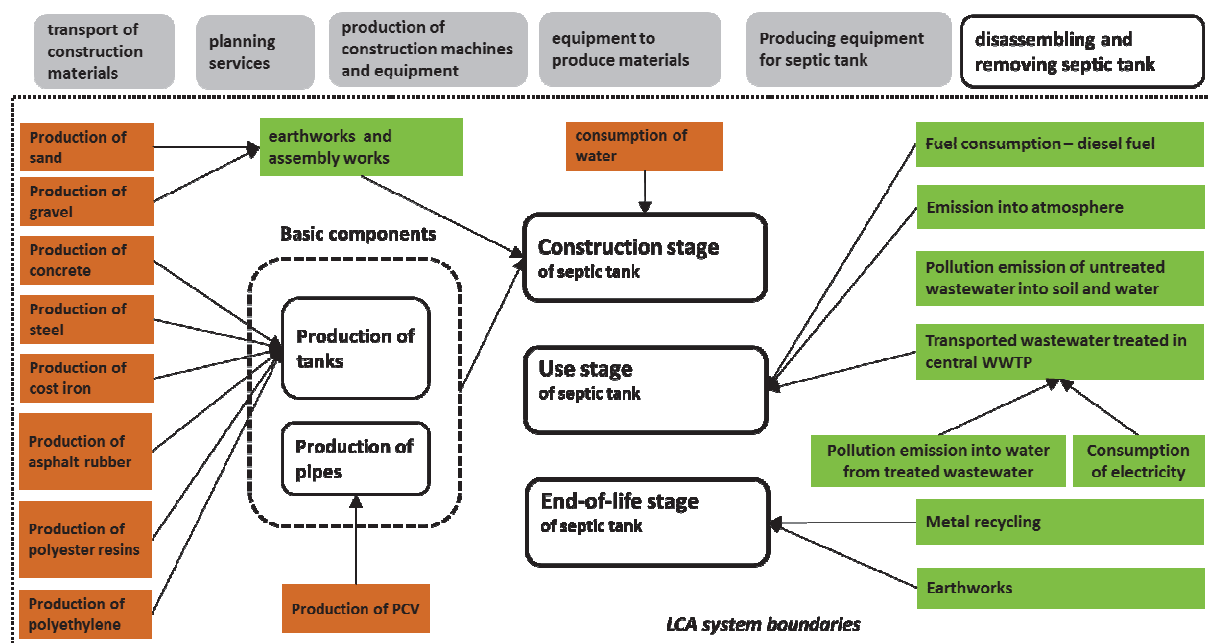 transport of
construction
materials
planning
services
production of
construction machines
and equipment
equipment to
produce materials
Producing equipment
for septic tank
disassembling and
removing septic tank
Production of
sand
Production of
gravel
Production of
concrete
Production of
steel
Production of
cost iron
Production of
asphalt rubber
Production of
polyester resins
Production of
polyethylene
earthworks and
assembly works
Basic components
Production of
tanks
Production of
pipes
Production of PCV
consumption of
water
Construction stage
of septic tank
Use stage
of septic tank
End-of-life stage
of septic tank
Fuel consumption – diesel fuel
Emission into atmosphere
Pollution emission of untreated
wastewater into soil and water
Transported wastewater treated in
central WWTP
Pollution emission into water
from treated wastewater
Consumption
of electricity
Metal recycling
Earthworks
LCA system boundaries